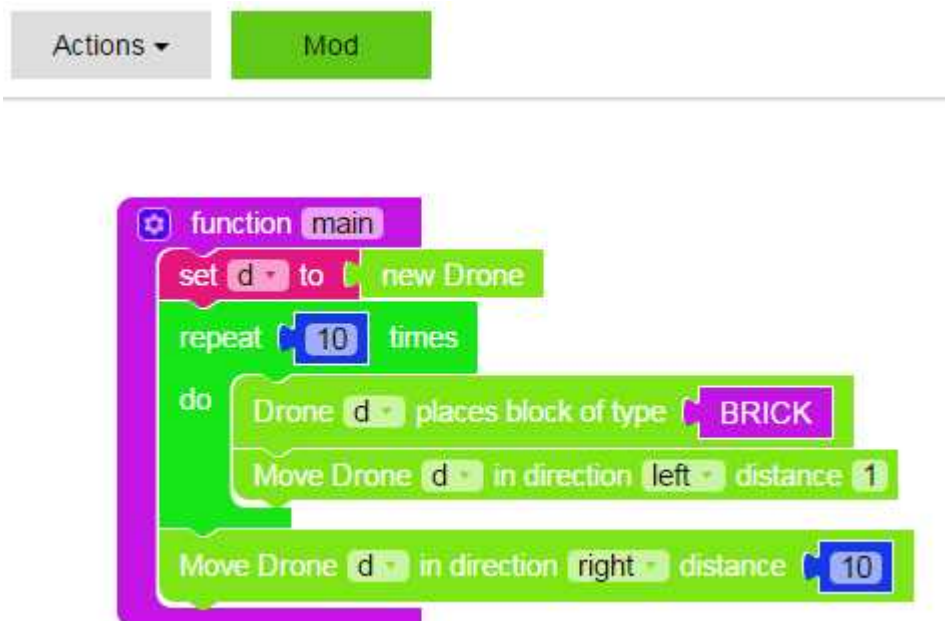 Actions Mod
function main
set d to new Drone
repeat 10 times
do Drone d places block of type BRICK
Move Drone d in direction left distance 1
Move Drone d in direction right distance 10